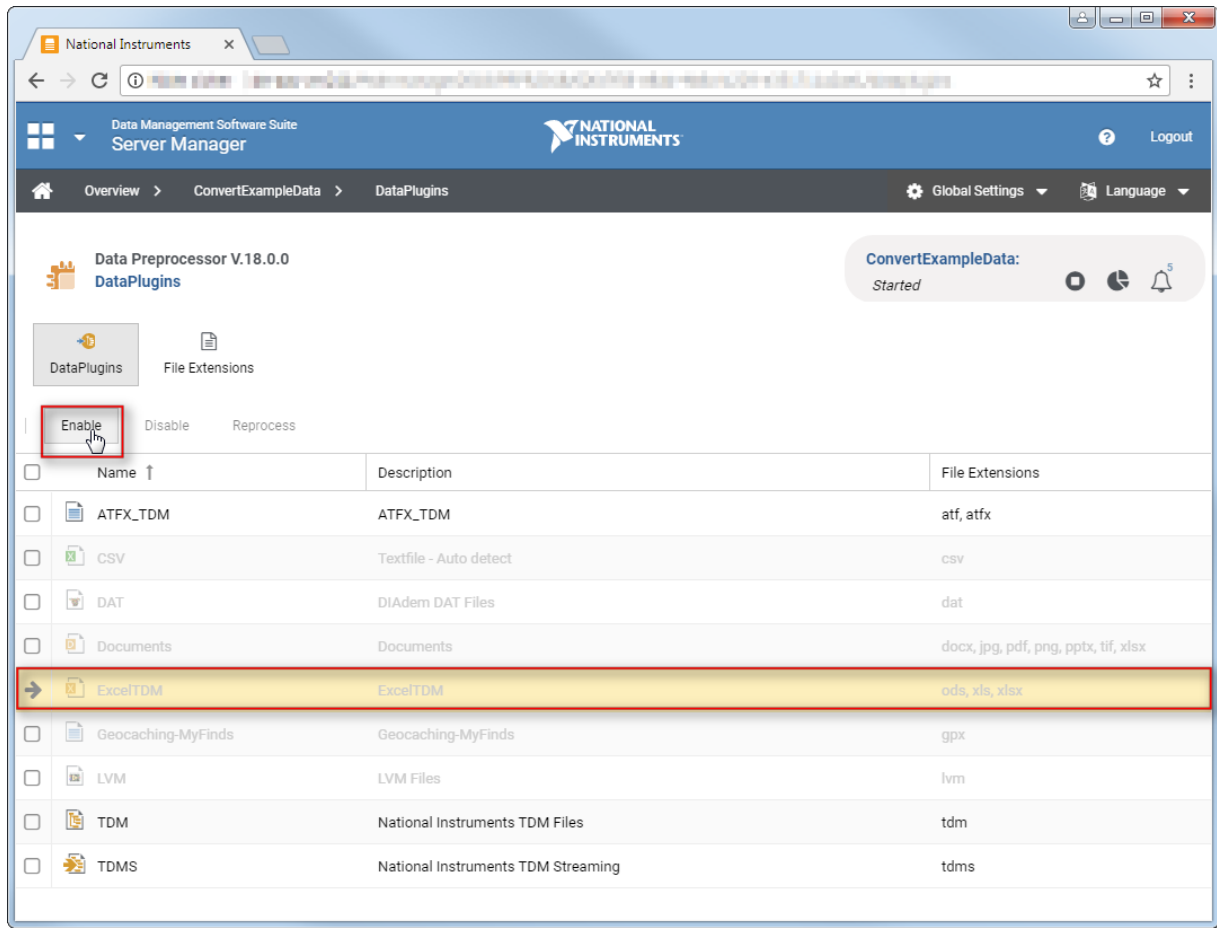 National Instruments
Data Management Software Suite
Server Manager
NATIONAL
INSTRUMENTS
Logout
Overview > ConvertExampleData > DataPlugins
Global Settings
Language
Data Preprocessor V.18.0.0
DataPlugins
ConvertExampleData:
Started
5
DataPlugins
File Extensions
Enable Disable Reprocess
Name ↑ Description File Extensions
ATFX_TDM ATFX_TDM atf, atfx
CSV Textfile - Auto detect csv
DAT DIAdem DAT Files dat
Documents Documents docx, jpg, pdf, png, pptx, tif, xlsx
ExcelTDM ExcelTDM ods, xls, xlsx
Geocaching-MyFinds Geocaching-MyFinds gpx
LVM LVM Files lvm
TDM National Instruments TDM Files tdm
TDMS National Instruments TDM Streaming tdms